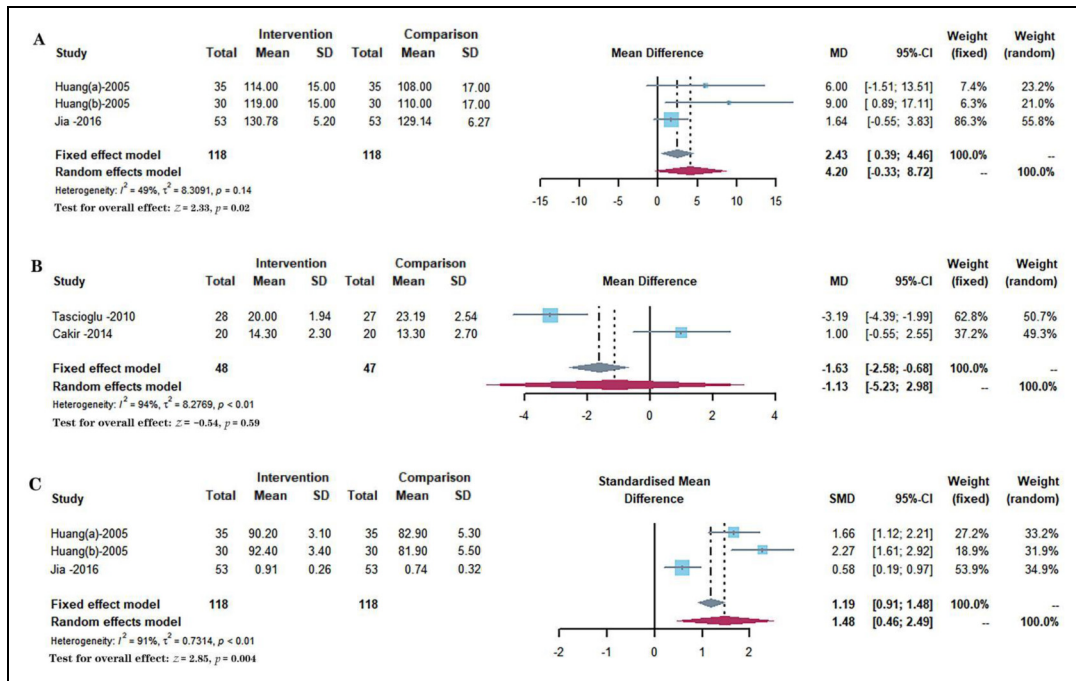 A
Intervention Comparison Weight Weight
Study Total Mean SD Total Mean SD Mean Difference MD 95%-CI (fixed) (random)
Huang(a)-2005 35 114.00 15.00 35 108.00 17.00 6.00 [-1.51; 13.51] 7.4% 23.2%
Huang(b)-2005 30 119.00 15.00 30 110.00 17.00 9.00 [ 0.89; 17.11] 6.3% 21.0%
Jia -2016 53 130.78 5.20 53 129.14 6.27 1.64 [-0.55; 3.83] 86.3% 55.8%
Fixed effect model 118 118 2.43 [ 0.39; 4.46] 100.0% --
Random effects model 4.20 [-0.33; 8.72] -- 100.0%
Heterogeneity: I² = 49%, τ² = 8.3091, p = 0.14
Test for overall effect: z = 2.33, p = 0.02
-15 -10 -5 0 5 10 15
B
Intervention Comparison Weight Weight
Study Total Mean SD Total Mean SD Mean Difference MD 95%-CI (fixed) (random)
Tascioglu -2010 28 20.00 1.94 27 23.19 2.54 -3.19 [-4.39; -1.99] 62.8% 50.7%
Cakir -2014 20 14.30 2.30 20 13.30 2.70 1.00 [-0.55; 2.55] 37.2% 49.3%
Fixed effect model 48 47 -1.63 [-2.58; -0.68] 100.0% --
Random effects model -1.13 [-5.23; 2.98] -- 100.0%
Heterogeneity: I² = 94%, τ² = 8.2769, p < 0.01
Test for overall effect: z = −0.54, p = 0.59
-4 -2 0 2 4
C
Intervention Comparison Standardised Mean Weight Weight
Study Total Mean SD Total Mean SD Difference SMD 95%-CI (fixed) (random)
Huang(a)-2005 35 90.20 3.10 35 82.90 5.30 1.66 [1.12; 2.21] 27.2% 33.2%
Huang(b)-2005 30 92.40 3.40 30 81.90 5.50 2.27 [1.61; 2.92] 18.9% 31.9%
Jia -2016 53 0.91 0.26 53 0.74 0.32 0.58 [0.19; 0.97] 53.9% 34.9%
Fixed effect model 118 118 1.19 [0.91; 1.48] 100.0% --
Random effects model 1.48 [0.46; 2.49] -- 100.0%
Heterogeneity: I² = 91%, τ² = 0.7314, p < 0.01
Test for overall effect: z = 2.85, p = 0.004
-2 -1 0 1 2